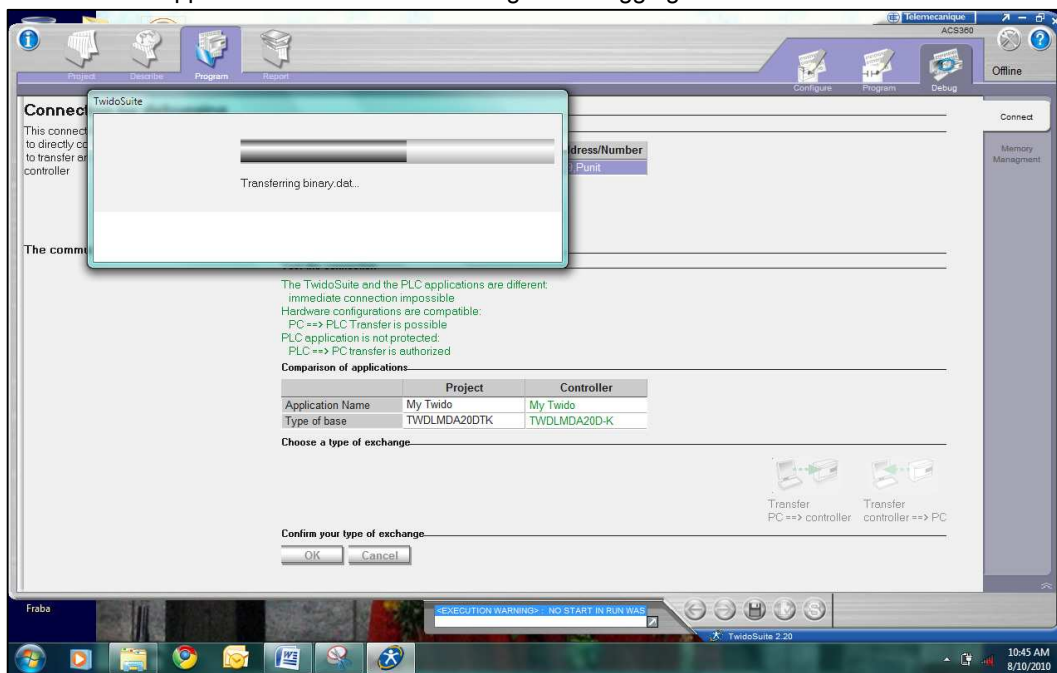 Telemecanique
ACS360
Offline
Project
Describe
Program
Report
Configure
Program
Debug
Connect
Memory
Managment
TwidoSuite
Transferring binary.dat...
Connect
This connect
to directly co
to transfer an
controller
dress/Number
Punit
The commu
The TwidoSuite and the PLC applications are different:
immediate connection impossible
Hardware configurations are compatible:
PC ==> PLC Transfer is possible
PLC application is not protected:
PLC ==> PC transfer is authorized
Comparison of applications
Project Controller
Application Name My Twido My Twido
Type of base TWDLMDA20DTK TWDLMDA20D-K
Choose a type of exchange
Transfer
PC ==> controller
Transfer
controller ==> PC
Confirm your type of exchange
OK Cancel
Fraba
<EXECUTION WARNING> : NO START IN RUN WAS
TwidoSuite 2.20
10:45 AM
8/10/2010